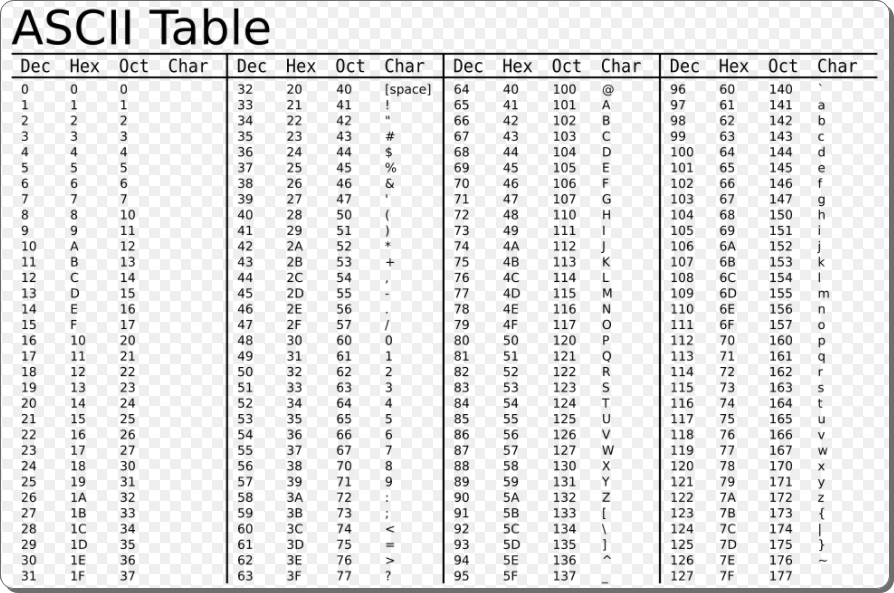 ASCII Table
Dec Hex Oct Char Dec Hex Oct Char Dec Hex Oct Char Dec Hex Oct Char
0 0 0 32 20 40 [space] 64 40 100 @ 96 60 140 `
1 1 1 33 21 41 ! 65 41 101 A 97 61 141 a
2 2 2 34 22 42 " 66 42 102 B 98 62 142 b
3 3 3 35 23 43 # 67 43 103 C 99 63 143 c
4 4 4 36 24 44 $ 68 44 104 D 100 64 144 d
5 5 5 37 25 45 % 69 45 105 E 101 65 145 e
6 6 6 38 26 46 & 70 46 106 F 102 66 146 f
7 7 7 39 27 47 ' 71 47 107 G 103 67 147 g
8 8 10 40 28 50 ( 72 48 110 H 104 68 150 h
9 9 11 41 29 51 ) 73 49 111 I 105 69 151 i
10 A 12 42 2A 52 * 74 4A 112 J 106 6A 152 j
11 B 13 43 2B 53 + 75 4B 113 K 107 6B 153 k
12 C 14 44 2C 54 , 76 4C 114 L 108 6C 154 l
13 D 15 45 2D 55 - 77 4D 115 M 109 6D 155 m
14 E 16 46 2E 56 . 78 4E 116 N 110 6E 156 n
15 F 17 47 2F 57 / 79 4F 117 O 111 6F 157 o
16 10 20 48 30 60 0 80 50 120 P 112 70 160 p
17 11 21 49 31 61 1 81 51 121 Q 113 71 161 q
18 12 22 50 32 62 2 82 52 122 R 114 72 162 r
19 13 23 51 33 63 3 83 53 123 S 115 73 163 s
20 14 24 52 34 64 4 84 54 124 T 116 74 164 t
21 15 25 53 35 65 5 85 55 125 U 117 75 165 u
22 16 26 54 36 66 6 86 56 126 V 118 76 166 v
23 17 27 55 37 67 7 87 57 127 W 119 77 167 w
24 18 30 56 38 70 8 88 58 130 X 120 78 170 x
25 19 31 57 39 71 9 89 59 131 Y 121 79 171 y
26 1A 32 58 3A 72 : 90 5A 132 Z 122 7A 172 z
27 1B 33 59 3B 73 ; 91 5B 133 [ 123 7B 173 {
28 1C 34 60 3C 74 < 92 5C 134 \ 124 7C 174 |
29 1D 35 61 3D 75 = 93 5D 135 ] 125 7D 175 }
30 1E 36 62 3E 76 > 94 5E 136 ^ 126 7E 176 ~
31 1F 37 63 3F 77 ? 95 5F 137 _ 127 7F 177